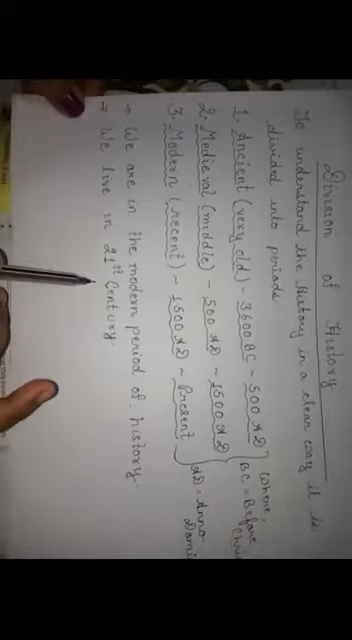 Division of History
To understand the History in a clear way it is
divided into periods
1. Ancient (very old) - 3600 BC - 500 AD
2. Medieval (middle) ~ 500 AD ~ 1500 AD
3. Modern (recent) ~ 1500 AD ~ Present
Where,
BC = Before
AD = Anno
Domi
→ We are in the modern period of history.
→ We live in 21st Century.